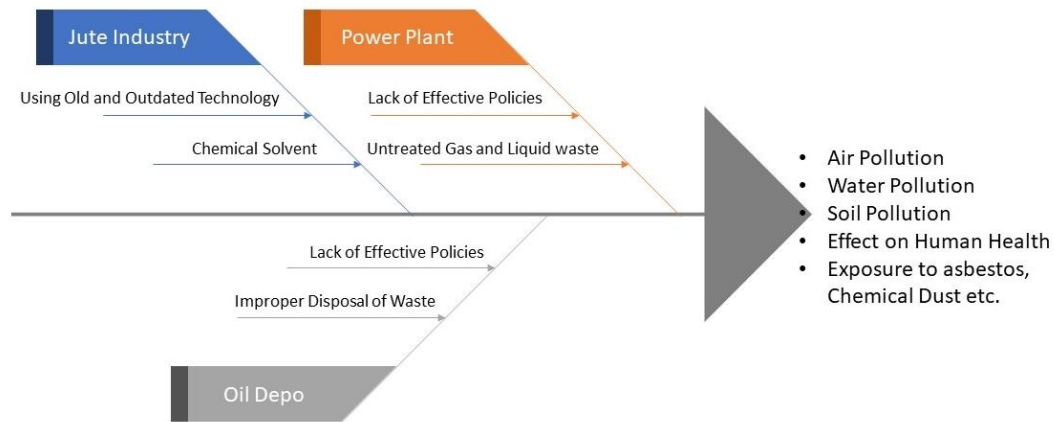 Jute Industry
Power Plant
Using Old and Outdated Technology
Lack of Effective Policies
Chemical Solvent
Untreated Gas and Liquid waste
• Air Pollution
• Water Pollution
• Soil Pollution
• Effect on Human Health
• Exposure to asbestos,
Chemical Dust etc.
Lack of Effective Policies
Improper Disposal of Waste
Oil Depo